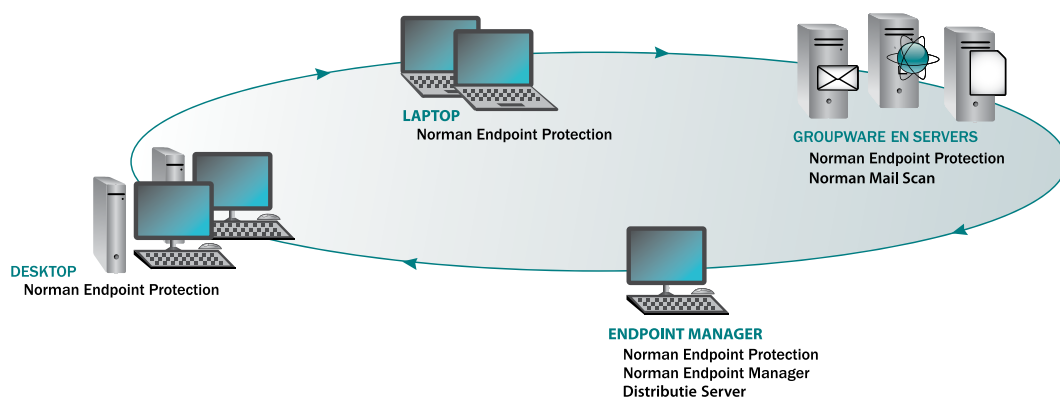 LAPTOP
Norman Endpoint Protection
GROUPWARE EN SERVERS
Norman Endpoint Protection
Norman Mail Scan
DESKTOP
Norman Endpoint Protection
ENDPOINT MANAGER
Norman Endpoint Protection
Norman Endpoint Manager
Distributie Server